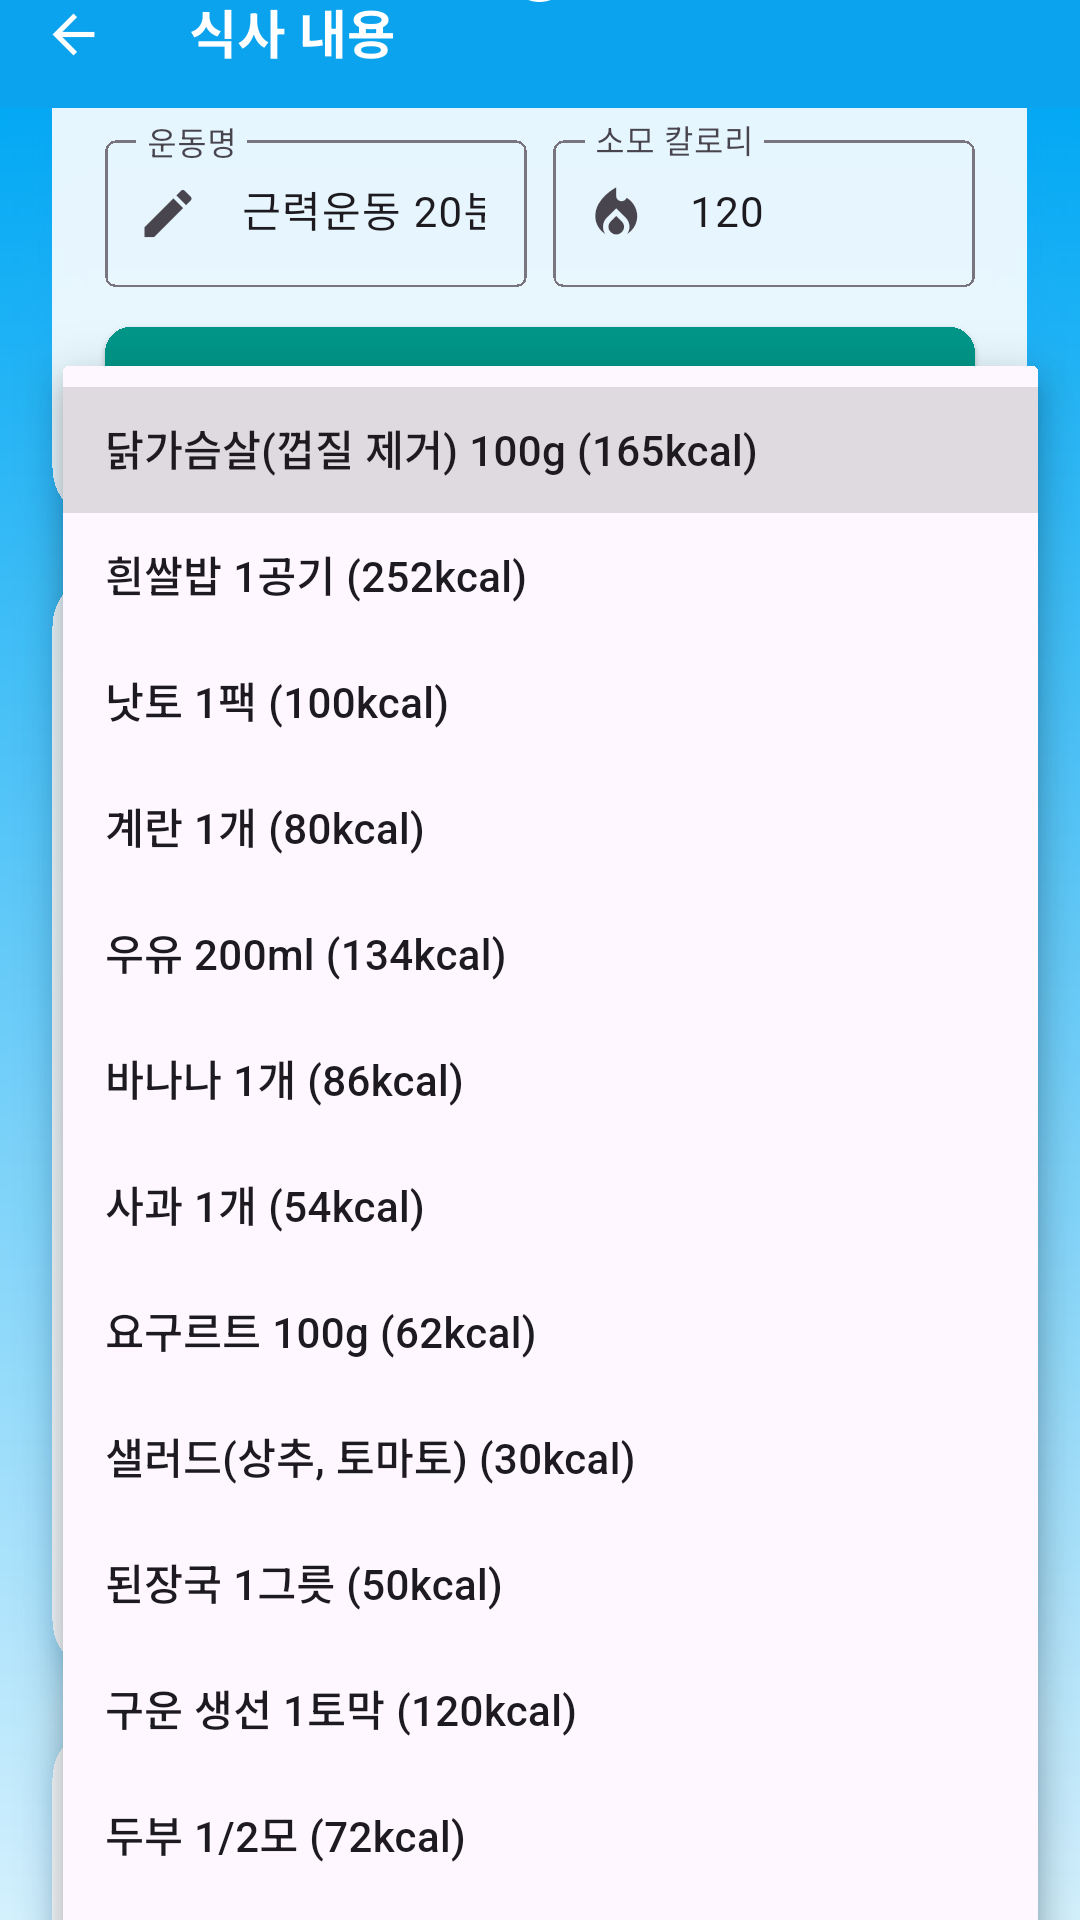 식사 내용
운동명
소모 칼로리
근력운동 20분
120
닭가슴살(껍질 제거) 100g (165kcal)
흰쌀밥 1공기 (252kcal)
낫토 1팩 (100kcal)
계란 1개 (80kcal)
우유 200ml (134kcal)
바나나 1개 (86kcal)
사과 1개 (54kcal)
요구르트 100g (62kcal)
샐러드(상추, 토마토) (30kcal)
된장국 1그릇 (50kcal)
구운 생선 1토막 (120kcal)
두부 1/2모 (72kcal)